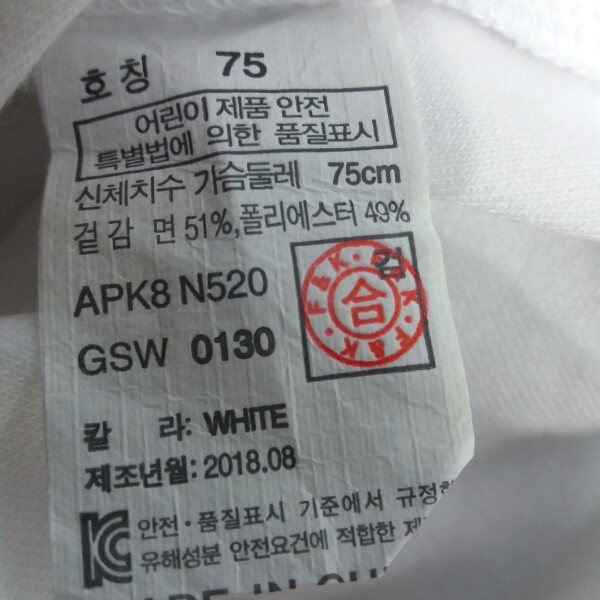 호칭 75
어린이 제품 안전
특별법에 의한 품질표시
신체치수 가슴둘레 75cm
겉감 면 51%,폴리에스터 49%
APK8 N520
GSW 0130
검
F&K · F&K · F&K
合
칼 라: WHITE
제조년월: 2018.08
안전·품질표시 기준에서 규정한
유해성분 안전요건에 적합한
IN